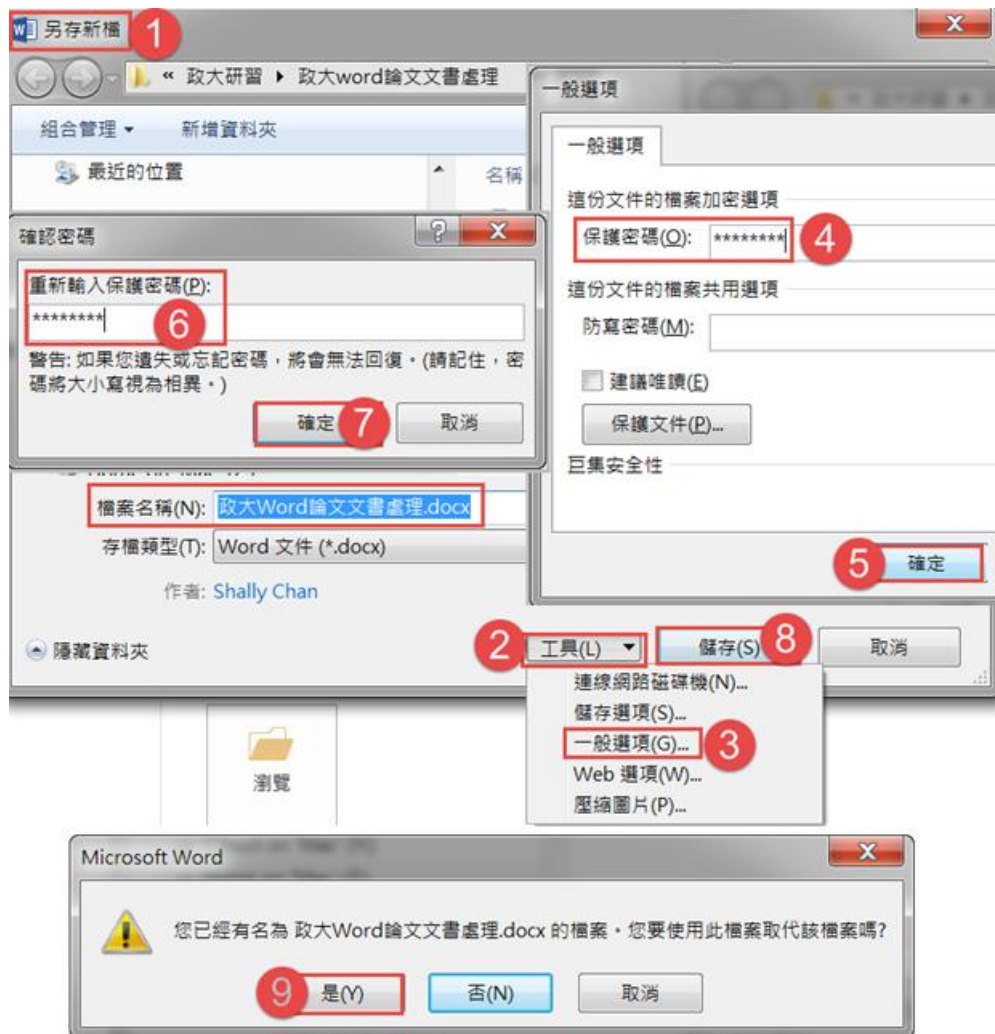 另存新檔
1
« 政大研習 ▸ 政大word論文文書處理
組合管理 ▾ 新增資料夾
最近的位置
名稱
一般選項
一般選項
這份文件的檔案加密選項
保護密碼(O): ********
4
這份文件的檔案共用選項
防寫密碼(M):
建議唯讀(E)
保護文件(P)...
巨集安全性
5
確定
確認密碼
重新輸入保護密碼(P):
********
6
警告: 如果您遺失或忘記密碼，將會無法回復。(請記住，密
碼將大小寫視為相異。)
確定
7
取消
檔案名稱(N): 政大Word論文文書處理.docx
存檔類型(T): Word 文件 (*.docx)
作者: Shally Chan
隱藏資料夾
2
工具(L) ▼
儲存(S)
8
取消
連線網路磁碟機(N)...
儲存選項(S)...
一般選項(G)...
3
Web 選項(W)...
壓縮圖片(P)...
瀏覽
Microsoft Word
您已經有名為 政大Word論文文書處理.docx 的檔案。您要使用此檔案取代該檔案嗎?
9
是(Y)
否(N)
取消